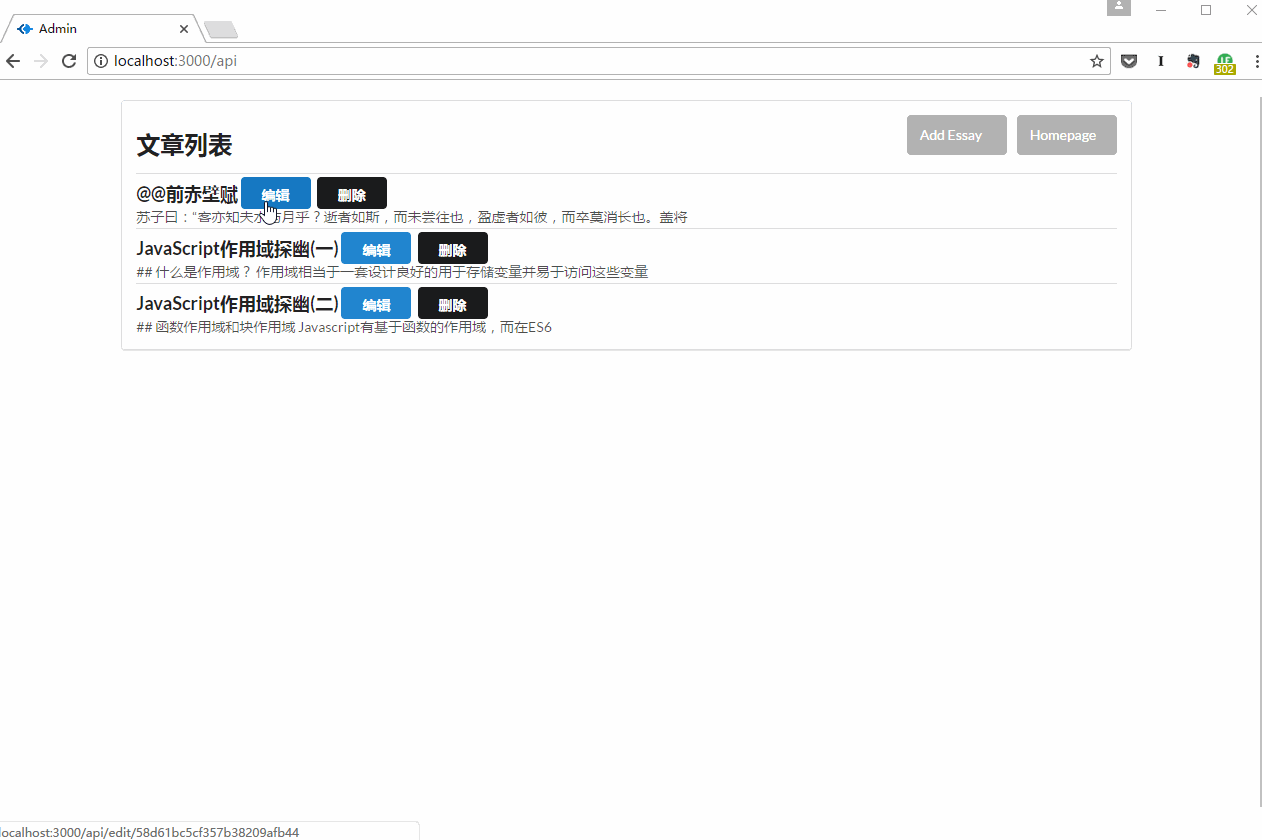 Admin
localhost:3000/api
302
文章列表
Add Essay
Homepage
@@前赤壁赋 编辑 删除
苏子曰：“客亦知夫水与月乎？逝者如斯，而未尝往也，盈虚者如彼，而卒莫消长也。盖将
JavaScript作用域探幽(一) 编辑 删除
## 什么是作用域？ 作用域相当于一套设计良好的用于存储变量并易于访问这些变量
JavaScript作用域探幽(二) 编辑 删除
## 函数作用域和块作用域 Javascript有基于函数的作用域，而在ES6
localhost:3000/api/edit/58d61bc5cf357b38209afb44